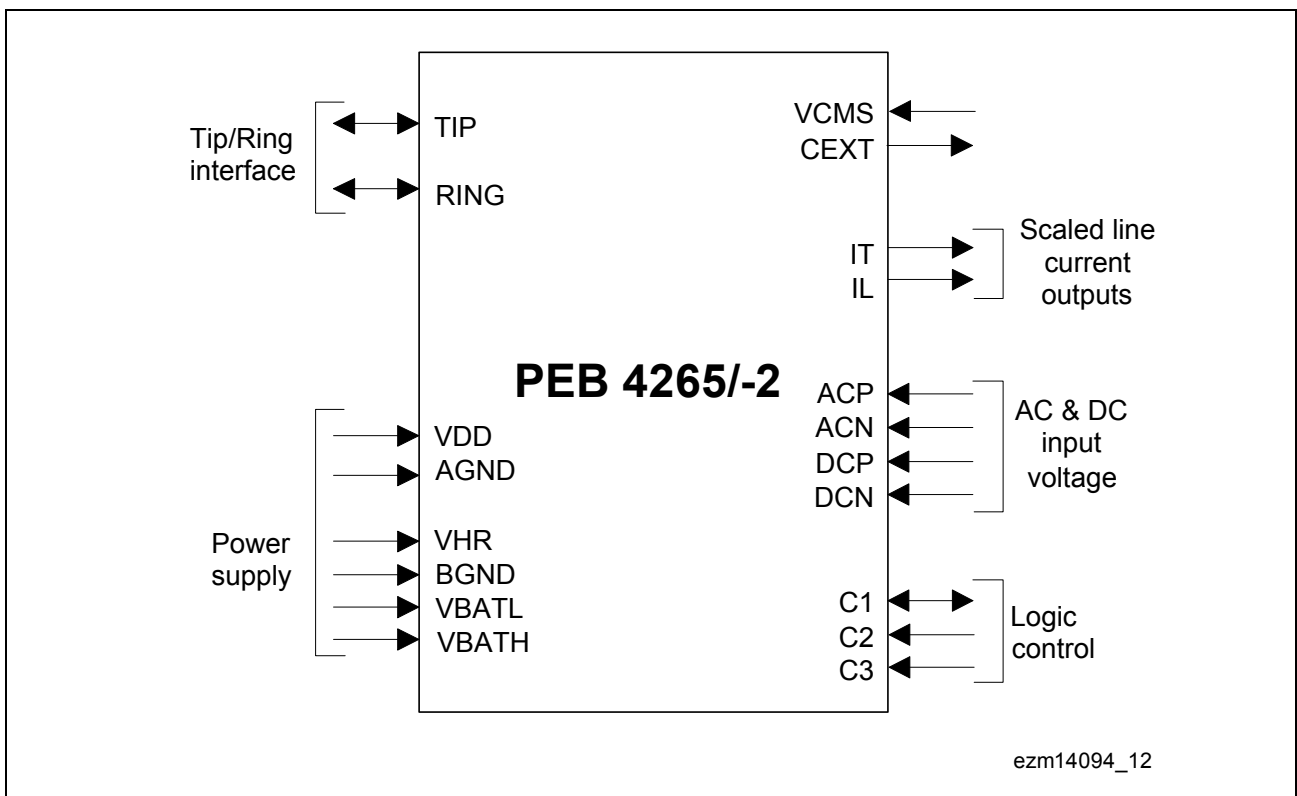 Tip/Ring
interface
TIP
RING
Power
supply
VDD
AGND
VHR
BGND
VBATL
VBATH
PEB 4265/-2
VCMS
CEXT
IT
IL
Scaled line
current
outputs
ACP
ACN
DCP
DCN
AC & DC
input
voltage
C1
C2
C3
Logic
control
ezm14094_12